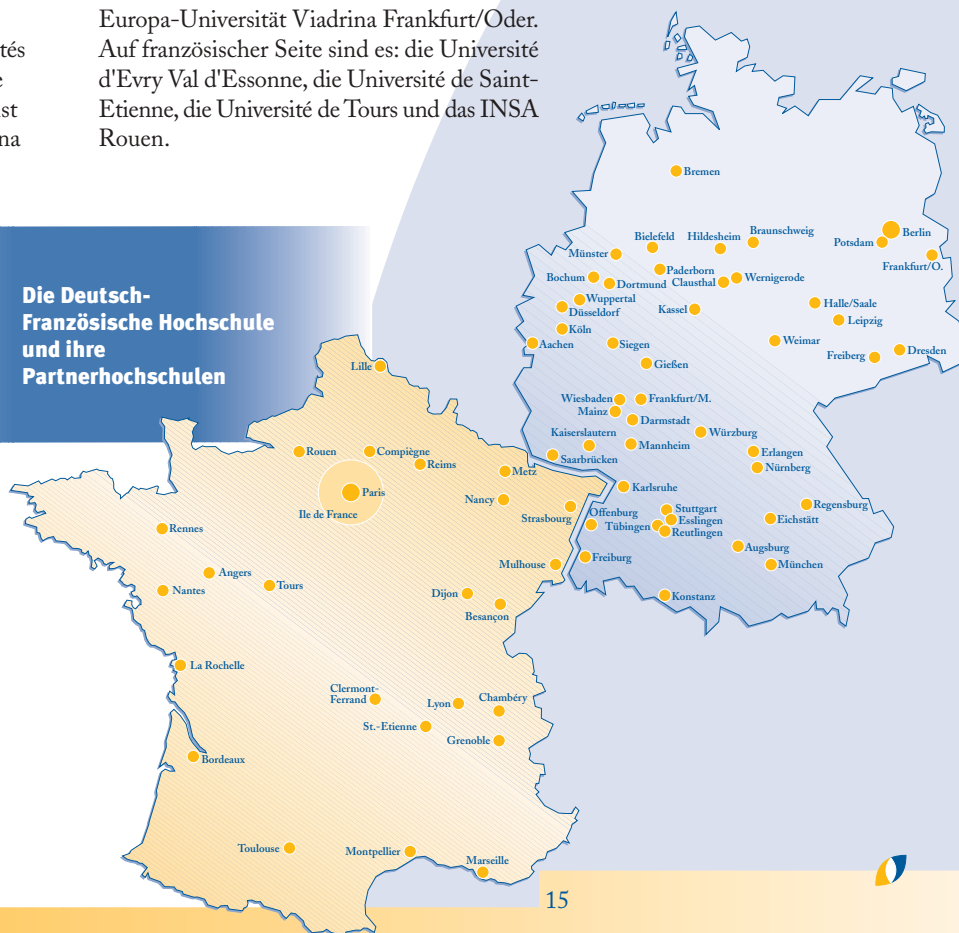 tés
e
st
na
Europa-Universität Viadrina Frankfurt/Oder.
Auf französischer Seite sind es: die Université
d'Evry Val d'Essonne, die Université de Saint-
Etienne, die Université de Tours und das INSA
Rouen.
Die Deutsch-
Französische Hochschule
und ihre
Partnerhochschulen
Bremen
Bielefeld
Hildesheim
Braunschweig
Potsdam
Berlin
Frankfurt/O.
Münster
Paderborn
Bochum
Dortmund
Clausthal
Wernigerode
Wuppertal
Düsseldorf
Kassel
Halle/Saale
Leipzig
Köln
Aachen
Siegen
Weimar
Freiberg
Dresden
Gießen
Wiesbaden
Frankfurt/M.
Mainz
Darmstadt
Kaiserslautern
Mannheim
Würzburg
Saarbrücken
Erlangen
Nürnberg
Karlsruhe
Offenburg
Stuttgart
Esslingen
Tübingen
Reutlingen
Regensburg
Eichstätt
Augsburg
München
Freiburg
Konstanz
Lille
Rouen
Compiègne
Reims
Metz
Paris
Ile de France
Nancy
Strasbourg
Rennes
Mulhouse
Angers
Nantes
Tours
Dijon
Besançon
La Rochelle
Clermont-
Ferrand
Lyon
Chambéry
St.-Etienne
Grenoble
Bordeaux
Toulouse
Montpellier
Marseille
15